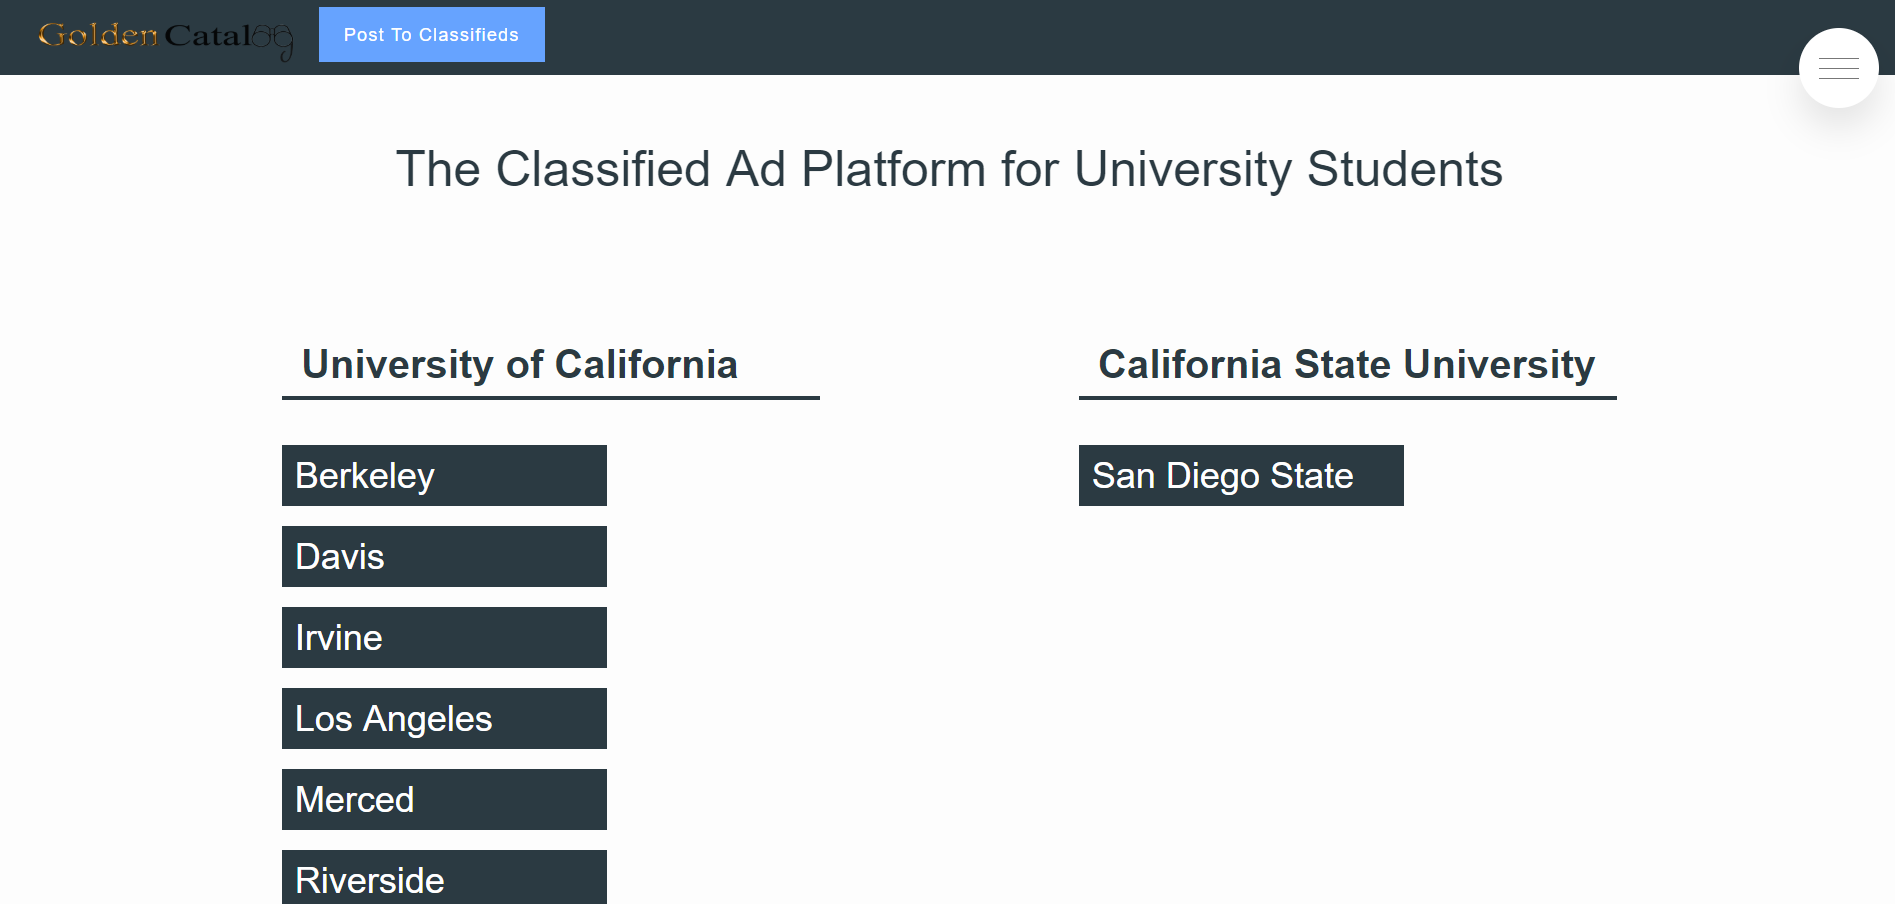 Golden Catalog
Post To Classifieds
The Classified Ad Platform for University Students
University of California
Berkeley
Davis
Irvine
Los Angeles
Merced
Riverside
California State University
San Diego State